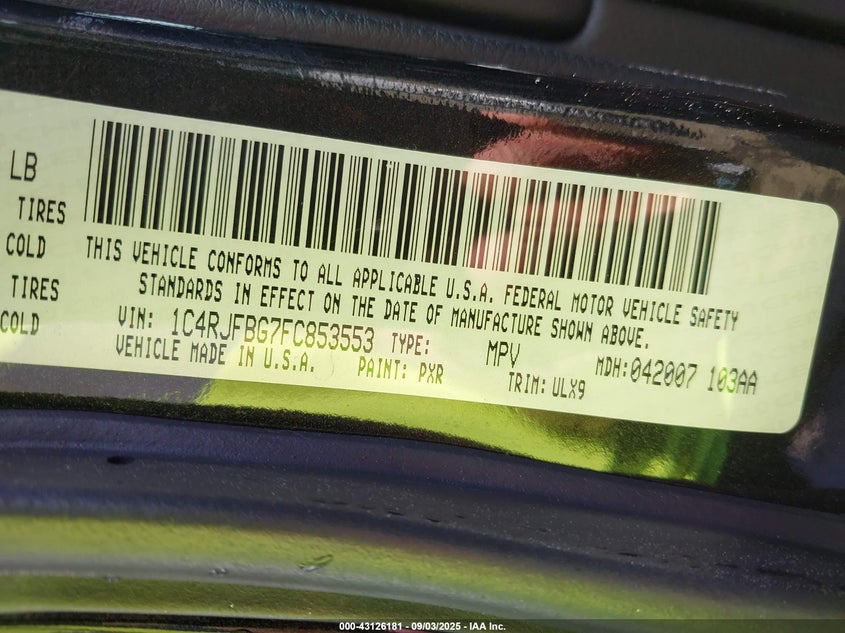 LB
TIRES
COLD
TIRES
COLD
THIS VEHICLE CONFORMS TO ALL APPLICABLE U.S.A. FEDERAL MOTOR VEHICLE SAFETY
STANDARDS IN EFFECT ON THE DATE OF MANUFACTURE SHOWN ABOVE.
VIN: 1C4RJFBG7FC853553 TYPE: MPV MDH:042007 103AA
VEHICLE MADE IN U.S.A. PAINT: PXR TRIM: ULX9
000-43126181 - 09/03/2025 - IAA Inc.